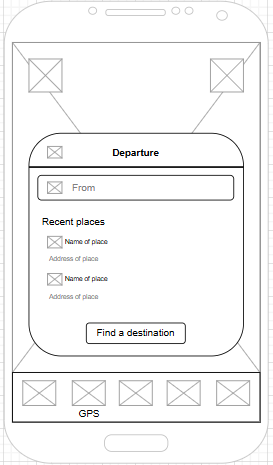 Departure
From
Recent places
Name of place
Address of place
Name of place
Address of place
Find a destination
GPS